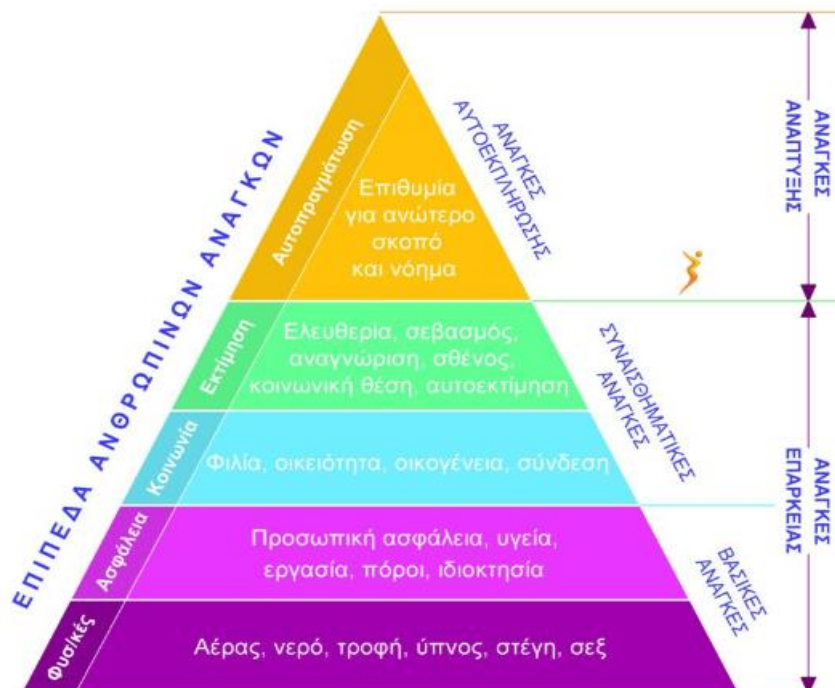 ΕΠΙΠΕΔΑ ΑΝΘΡΩΠΙΝΩΝ ΑΝΑΓΚΩΝ
Αυτοπραγμάτωση
Επιθυμία
για ανώτερο
σκοπό
και νόημα
ΑΝΑΓΚΕΣ
ΑΥΤΟΕΚΠΛΗΡΩΣΗΣ
ΑΝΑΓΚΕΣ
ΑΝΑΠΤΥΞΗΣ
Εκτίμηση
Ελευθερία, σεβασμός,
αναγνώριση, σθένος,
κοινωνική θέση, αυτοεκτίμηση
ΣΥΝΑΙΣΘΗΜΑΤΙΚΕΣ
ΑΝΑΓΚΕΣ
Κοινωνία
Φιλία, οικειότητα, οικογένεια, σύνδεση
ΑΝΑΓΚΕΣ
ΕΠΑΡΚΕΙΑΣ
Ασφάλεια
Προσωπική ασφάλεια, υγεία,
εργασία, πόροι, ιδιοκτησία
ΒΑΣΙΚΕΣ
ΑΝΑΓΚΕΣ
Φυσικές
Αέρας, νερό, τροφή, ύπνος, στέγη, σεξ